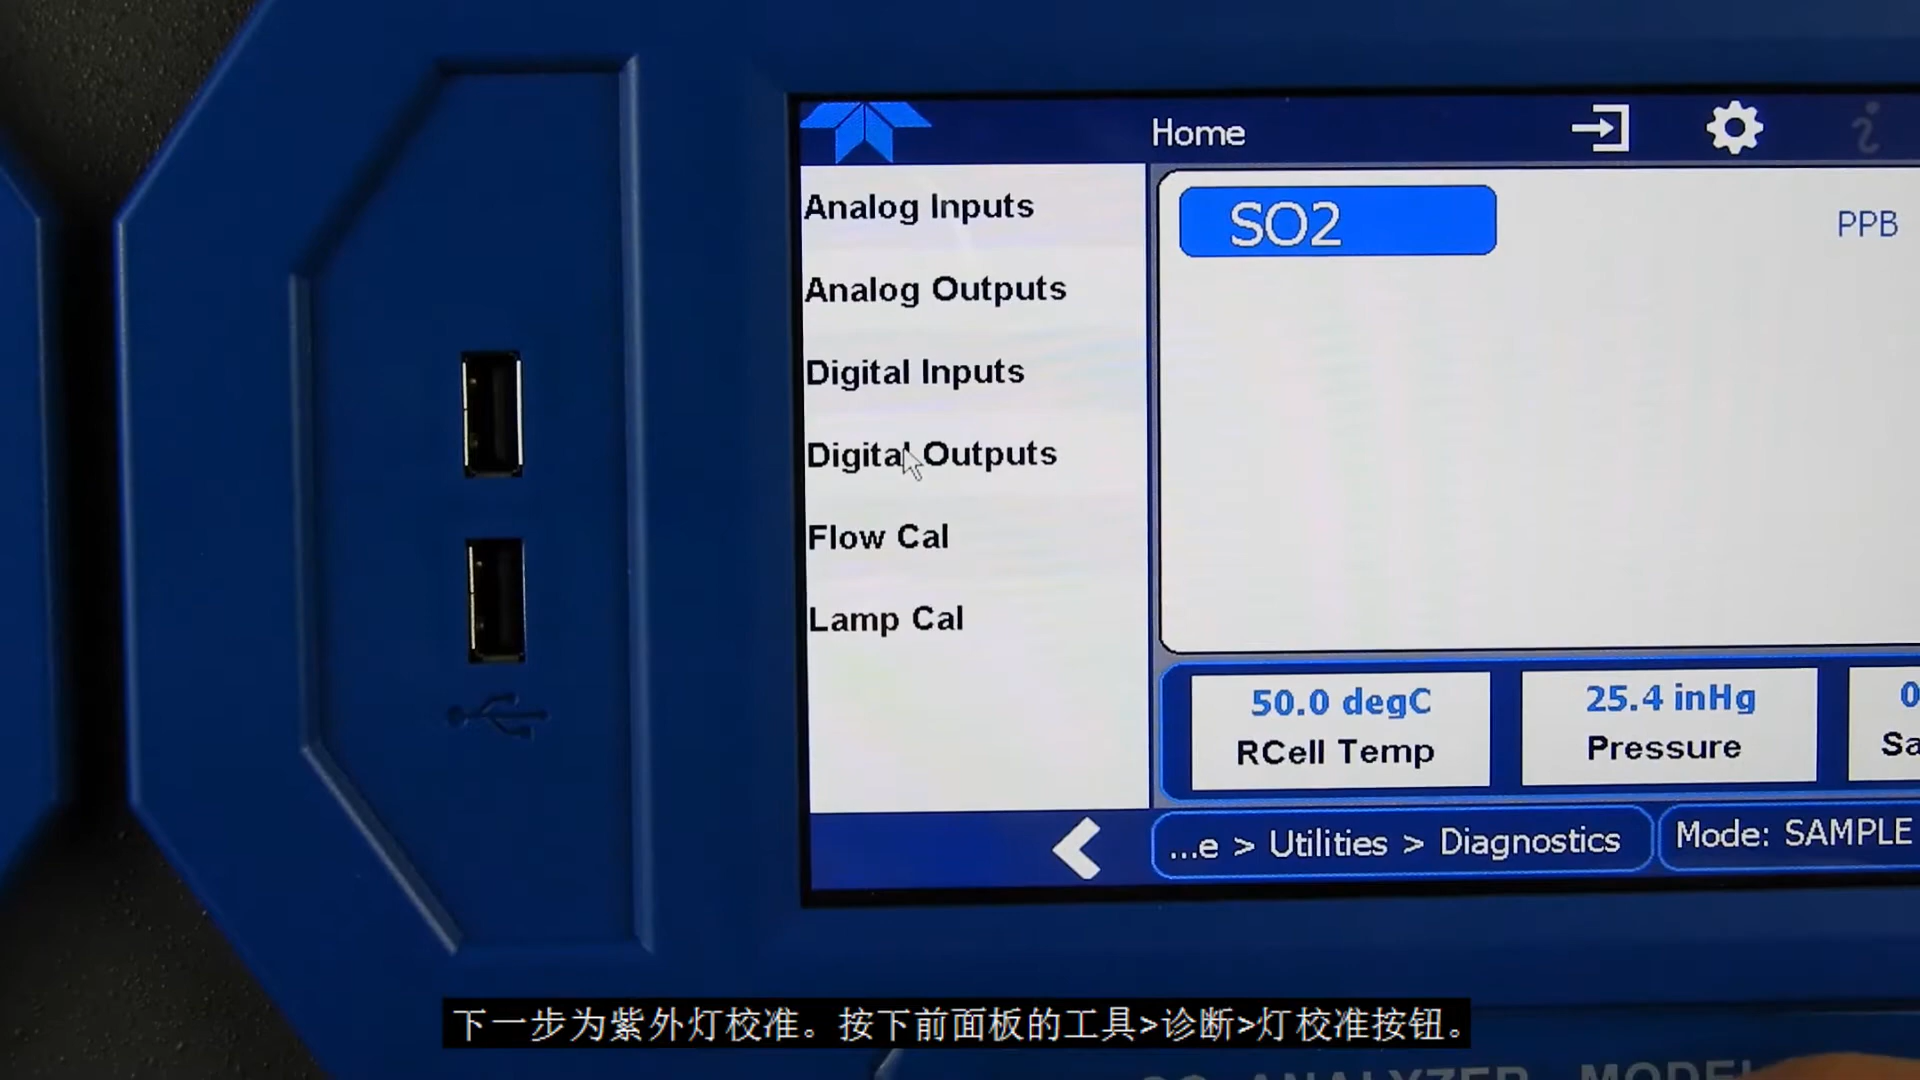 Home
Analog Inputs
Analog Outputs
Digital Inputs
Digital Outputs
Flow Cal
Lamp Cal
SO2
PPB
50.0 degC
RCell Temp
25.4 inHg
Pressure
...e > Utilities > Diagnostics
Mode: SAMPLE
下一步为紫外灯校准。按下前面板的工具>诊断>灯校准按钮。
ANALYZER MODEL